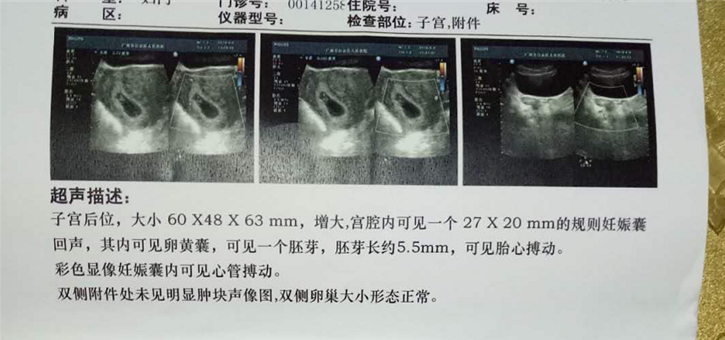 门诊号: 00141258 住院号:
床 号:
病 区:
仪器型号:
检查部位: 子宫,附件
超声描述:
子宫后位，大小 60 X48 X 63 mm，增大,宫腔内可见一个 27 X 20 mm的规则妊娠囊
回声，其内可见卵黄囊，可见一个胚芽，胚芽长约5.5mm，可见胎心搏动。
彩色显像妊娠囊内可见心管搏动。
双侧附件处未见明显肿块声像图,双侧卵巢大小形态正常。